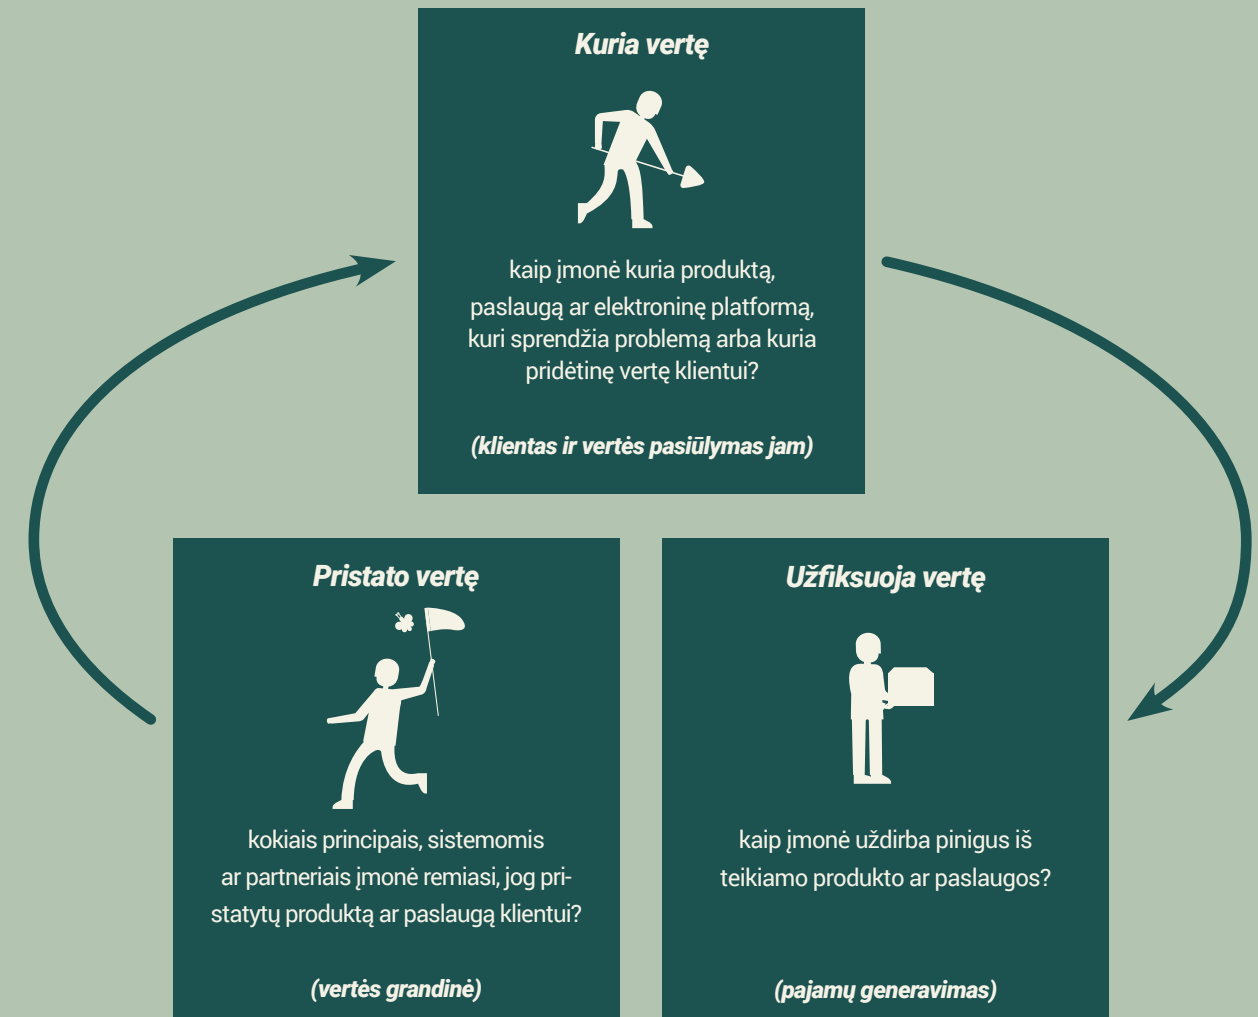 Kuria vertę
kaip įmonė kuria produktą,
paslaugą ar elektroninę platformą,
kuri sprendžia problemą arba kuria
pridėtinę vertę klientui?
(klientas ir vertės pasiūlymas jam)
Pristato vertę
kokiais principais, sistemomis
ar partneriais įmonė remiasi, jog pri-
statytų produktą ar paslaugą klientui?
(vertės grandinė)
Užfiksuoja vertę
kaip įmonė uždirba pinigus iš
teikiamo produkto ar paslaugos?
(pajamų generavimas)